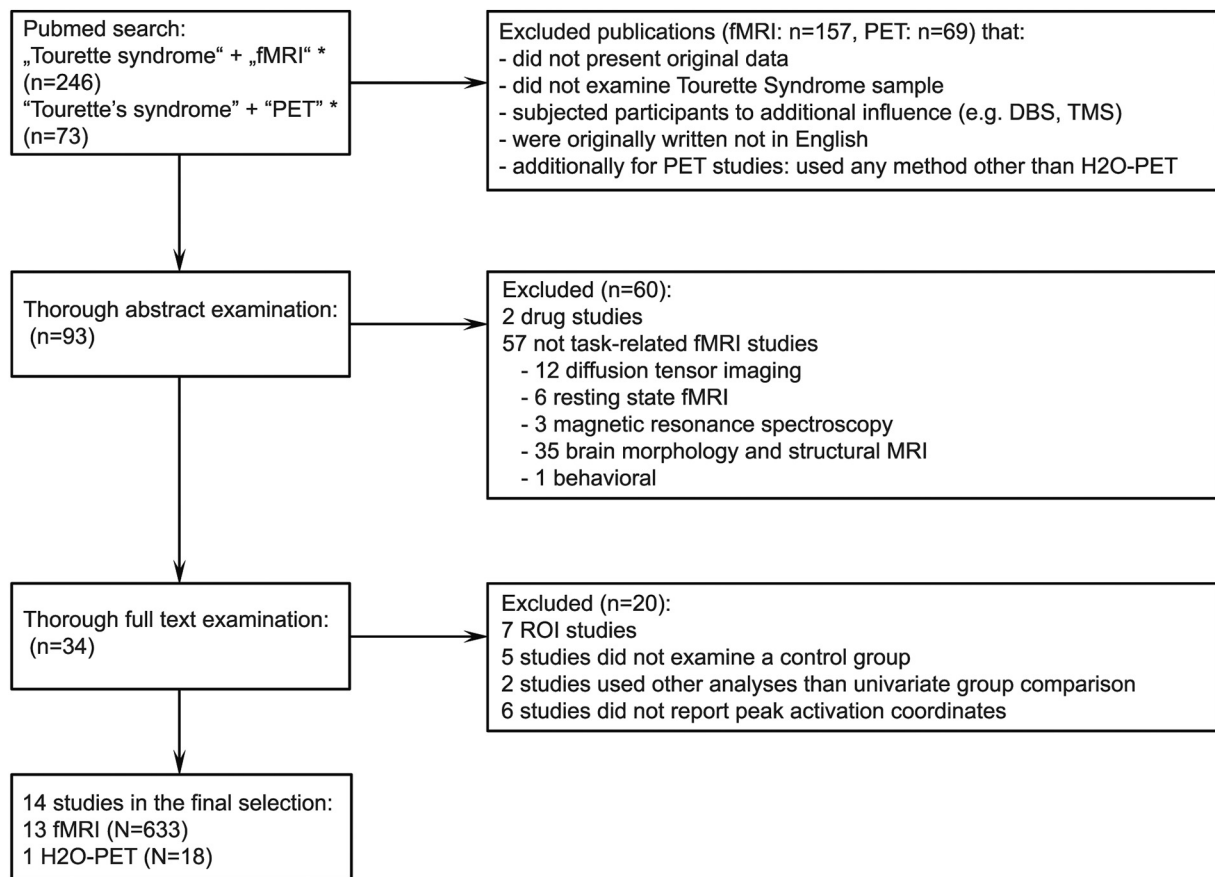 Pubmed search:
„Tourette syndrome“ + „fMRI“ *
(n=246)
“Tourette’s syndrome” + “PET” *
(n=73)
Excluded publications (fMRI: n=157, PET: n=69) that:
- did not present original data
- did not examine Tourette Syndrome sample
- subjected participants to additional influence (e.g. DBS, TMS)
- were originally written not in English
- additionally for PET studies: used any method other than H2O-PET
Thorough abstract examination:
(n=93)
Excluded (n=60):
2 drug studies
57 not task-related fMRI studies
- 12 diffusion tensor imaging
- 6 resting state fMRI
- 3 magnetic resonance spectroscopy
- 35 brain morphology and structural MRI
- 1 behavioral
Thorough full text examination:
(n=34)
Excluded (n=20):
7 ROI studies
5 studies did not examine a control group
2 studies used other analyses than univariate group comparison
6 studies did not report peak activation coordinates
14 studies in the final selection:
13 fMRI (N=633)
1 H2O-PET (N=18)